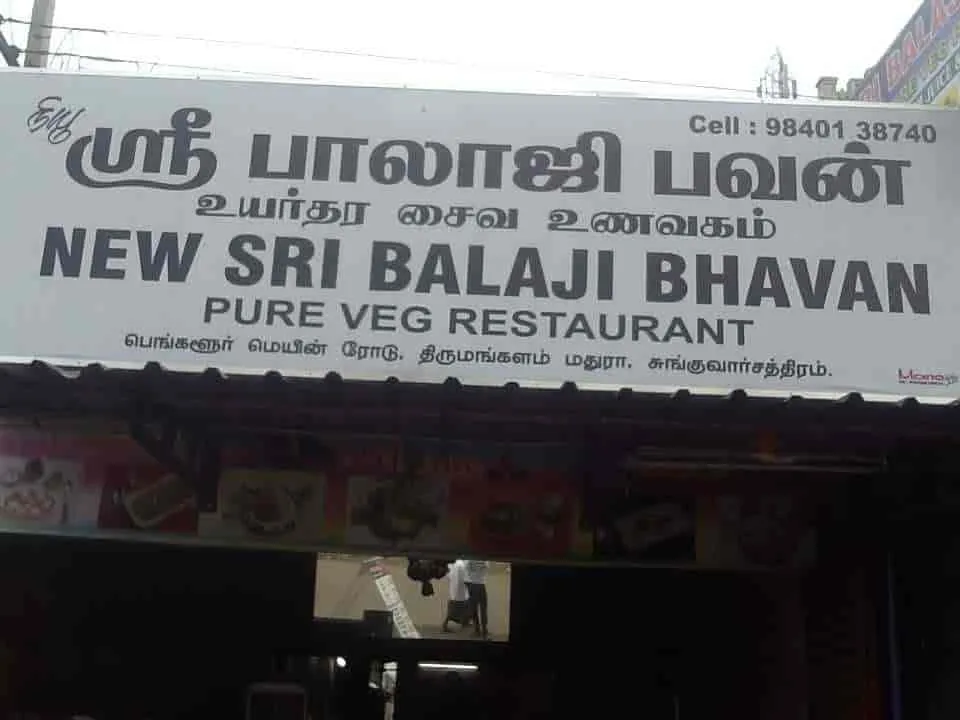 Cell : 98401 38740
நியூ ஸ்ரீ பாலாஜி பவன்
உயர்தர சைவ உணவகம்
NEW SRI BALAJI BHAVAN
PURE VEG RESTAURANT
பெங்களூர் மெயின் ரோடு, திருமங்களம் மதுரா, சுங்குவார்சத்திரம்.